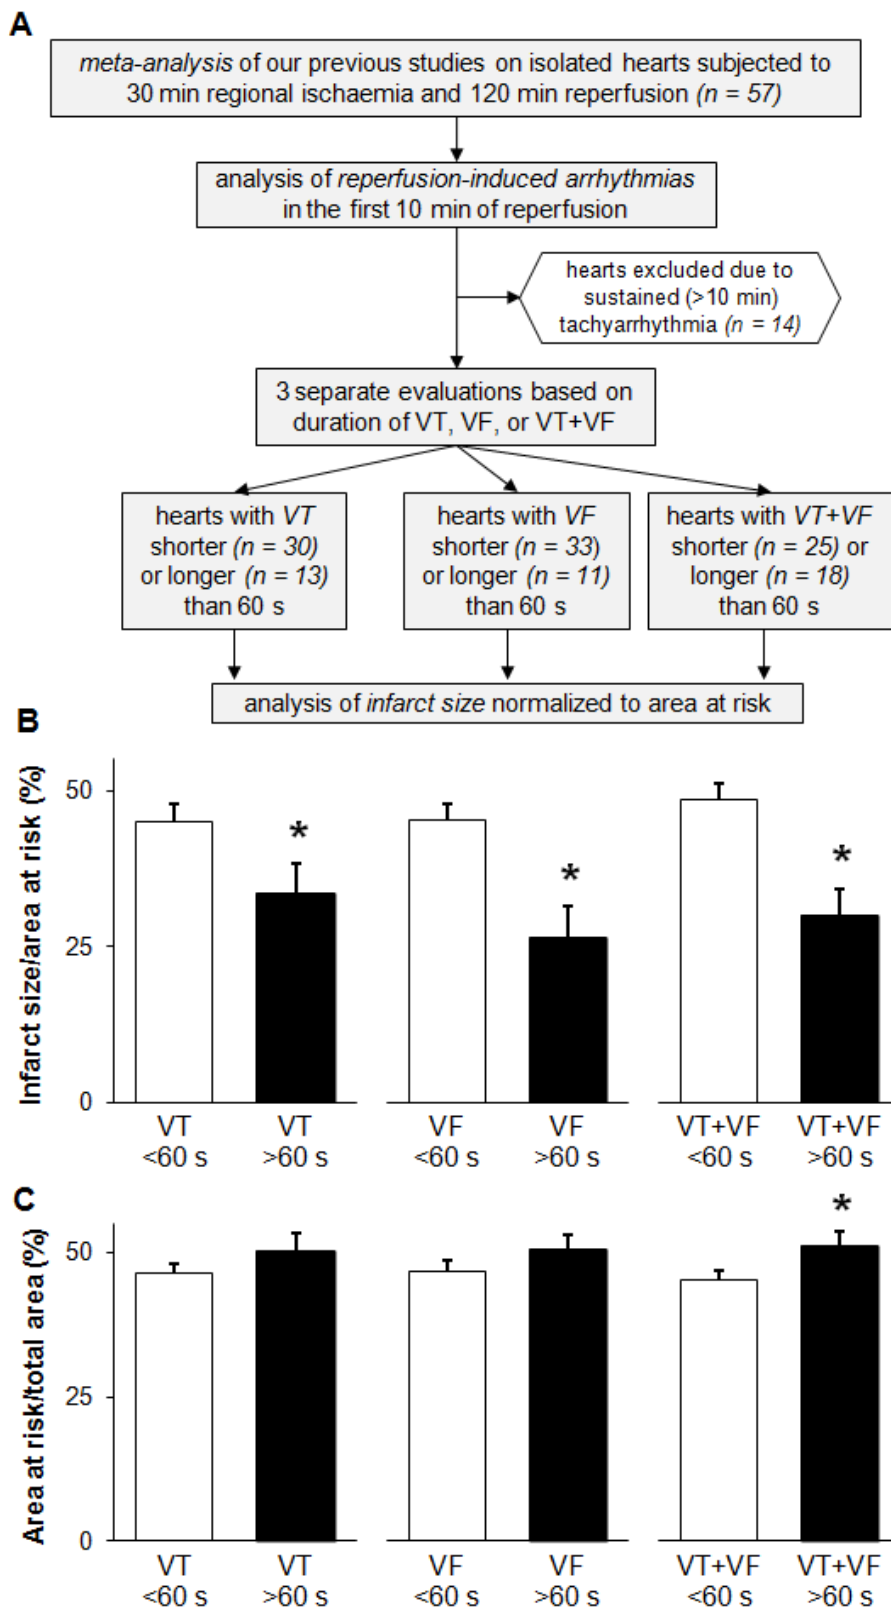 A
meta-analysis of our previous studies on isolated hearts subjected to
30 min regional ischaemia and 120 min reperfusion (n = 57)
analysis of reperfusion-induced arrhythmias
in the first 10 min of reperfusion
hearts excluded due to
sustained (>10 min)
tachyarrhythmia (n = 14)
3 separate evaluations based on
duration of VT, VF, or VT+VF
hearts with VT
shorter (n = 30)
or longer (n = 13)
than 60 s
hearts with VF
shorter (n = 33)
or longer (n = 11)
than 60 s
hearts with VT+VF
shorter (n = 25) or
longer (n = 18)
than 60 s
analysis of infarct size normalized to area at risk
B
Infarct size/area at risk (%)
50
25
0
* * *
VT VT VF VF VT+VF VT+VF
<60 s >60 s <60 s >60 s <60 s >60 s
C
Area at risk/total area (%)
50
25
0
*
VT VT VF VF VT+VF VT+VF
<60 s >60 s <60 s >60 s <60 s >60 s